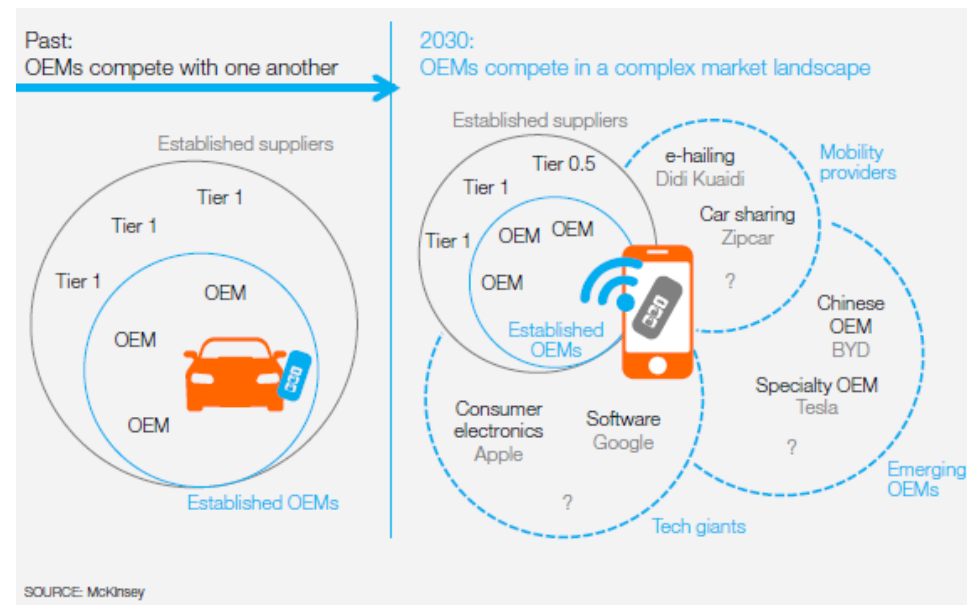 Past:
OEMs compete with one another
Established suppliers
Tier 1
Tier 1
Tier 1
OEM
OEM
OEM
Established OEMs
2030:
OEMs compete in a complex market landscape
Established suppliers
Tier 0.5
Tier 1
Tier 1
OEM
OEM
OEM
Established
OEMs
e-hailing
Didi Kuaidi
Car sharing
Zipcar
?
Mobility
providers
Chinese
OEM
BYD
Specialty OEM
Tesla
?
Emerging
OEMs
Consumer
electronics
Apple
Software
Google
?
Tech giants
SOURCE: McKinsey